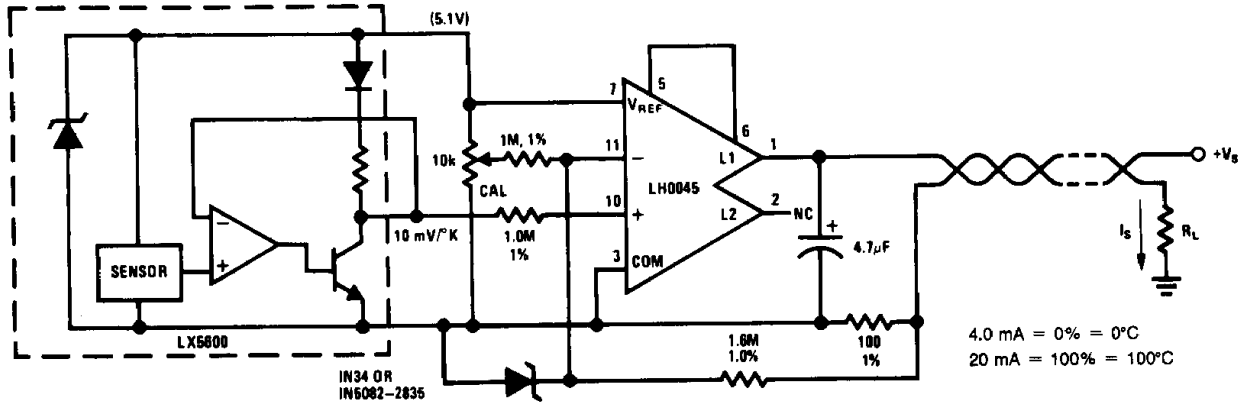 (5.1V)
7
5
VREF
6
1M, 1%
11
−
L1
1
+VS
10k
CAL
LH0045
10 mV/°K
1.0M
1%
10
+
L2
2
NC
+
4.7μF
IS
RL
−
+
SENSOR
3
COM
LX5600
1.6M
1.0%
100
1%
4.0 mA = 0% = 0°C
20 mA = 100% = 100°C
IN34 OR
IN5082–2835